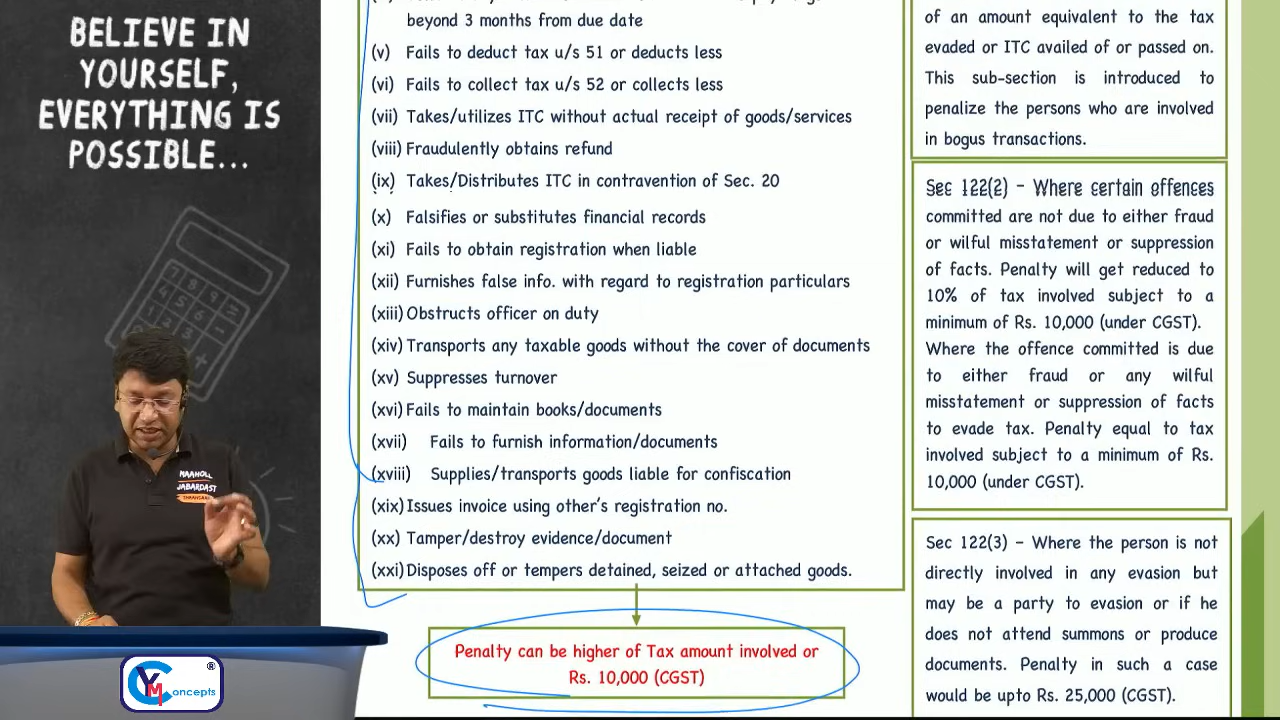 BELIEVE IN
YOURSELF,
EVERYTHING IS
POSSIBLE...
NAAHOLI
JABARDAST
beyond 3 months from due date
(v) Fails to deduct tax u/s 51 or deducts less
(vi) Fails to collect tax u/s 52 or collects less
(vii) Takes/utilizes ITC without actual receipt of goods/services
(viii) Fraudulently obtains refund
(ix) Takes/Distributes ITC in contravention of Sec. 20
(x) Falsifies or substitutes financial records
(xi) Fails to obtain registration when liable
(xii) Furnishes false info. with regard to registration particulars
(xiii) Obstructs officer on duty
(xiv) Transports any taxable goods without the cover of documents
(xv) Suppresses turnover
(xvi) Fails to maintain books/documents
(xvii) Fails to furnish information/documents
(xviii) Supplies/transports goods liable for confiscation
(xix) Issues invoice using other's registration no.
(xx) Tamper/destroy evidence/document
(xxi) Disposes off or tempers detained, seized or attached goods.
Penalty can be higher of Tax amount involved or
Rs. 10,000 (CGST)
of an amount equivalent to the tax
evaded or ITC availed of or passed on.
This sub-section is introduced to
penalize the persons who are involved
in bogus transactions.
Sec 122(2) – Where certain offences
committed are not due to either fraud
or wilful misstatement or suppression
of facts. Penalty will get reduced to
10% of tax involved subject to a
minimum of Rs. 10,000 (under CGST).
Where the offence committed is due
to either fraud or any wilful
misstatement or suppression of facts
to evade tax. Penalty equal to tax
involved subject to a minimum of Rs.
10,000 (under CGST).
Sec 122(3) – Where the person is not
directly involved in any evasion but
may be a party to evasion or if he
does not attend summons or produce
documents. Penalty in such a case
would be upto Rs. 25,000 (CGST).
YM Concepts ®